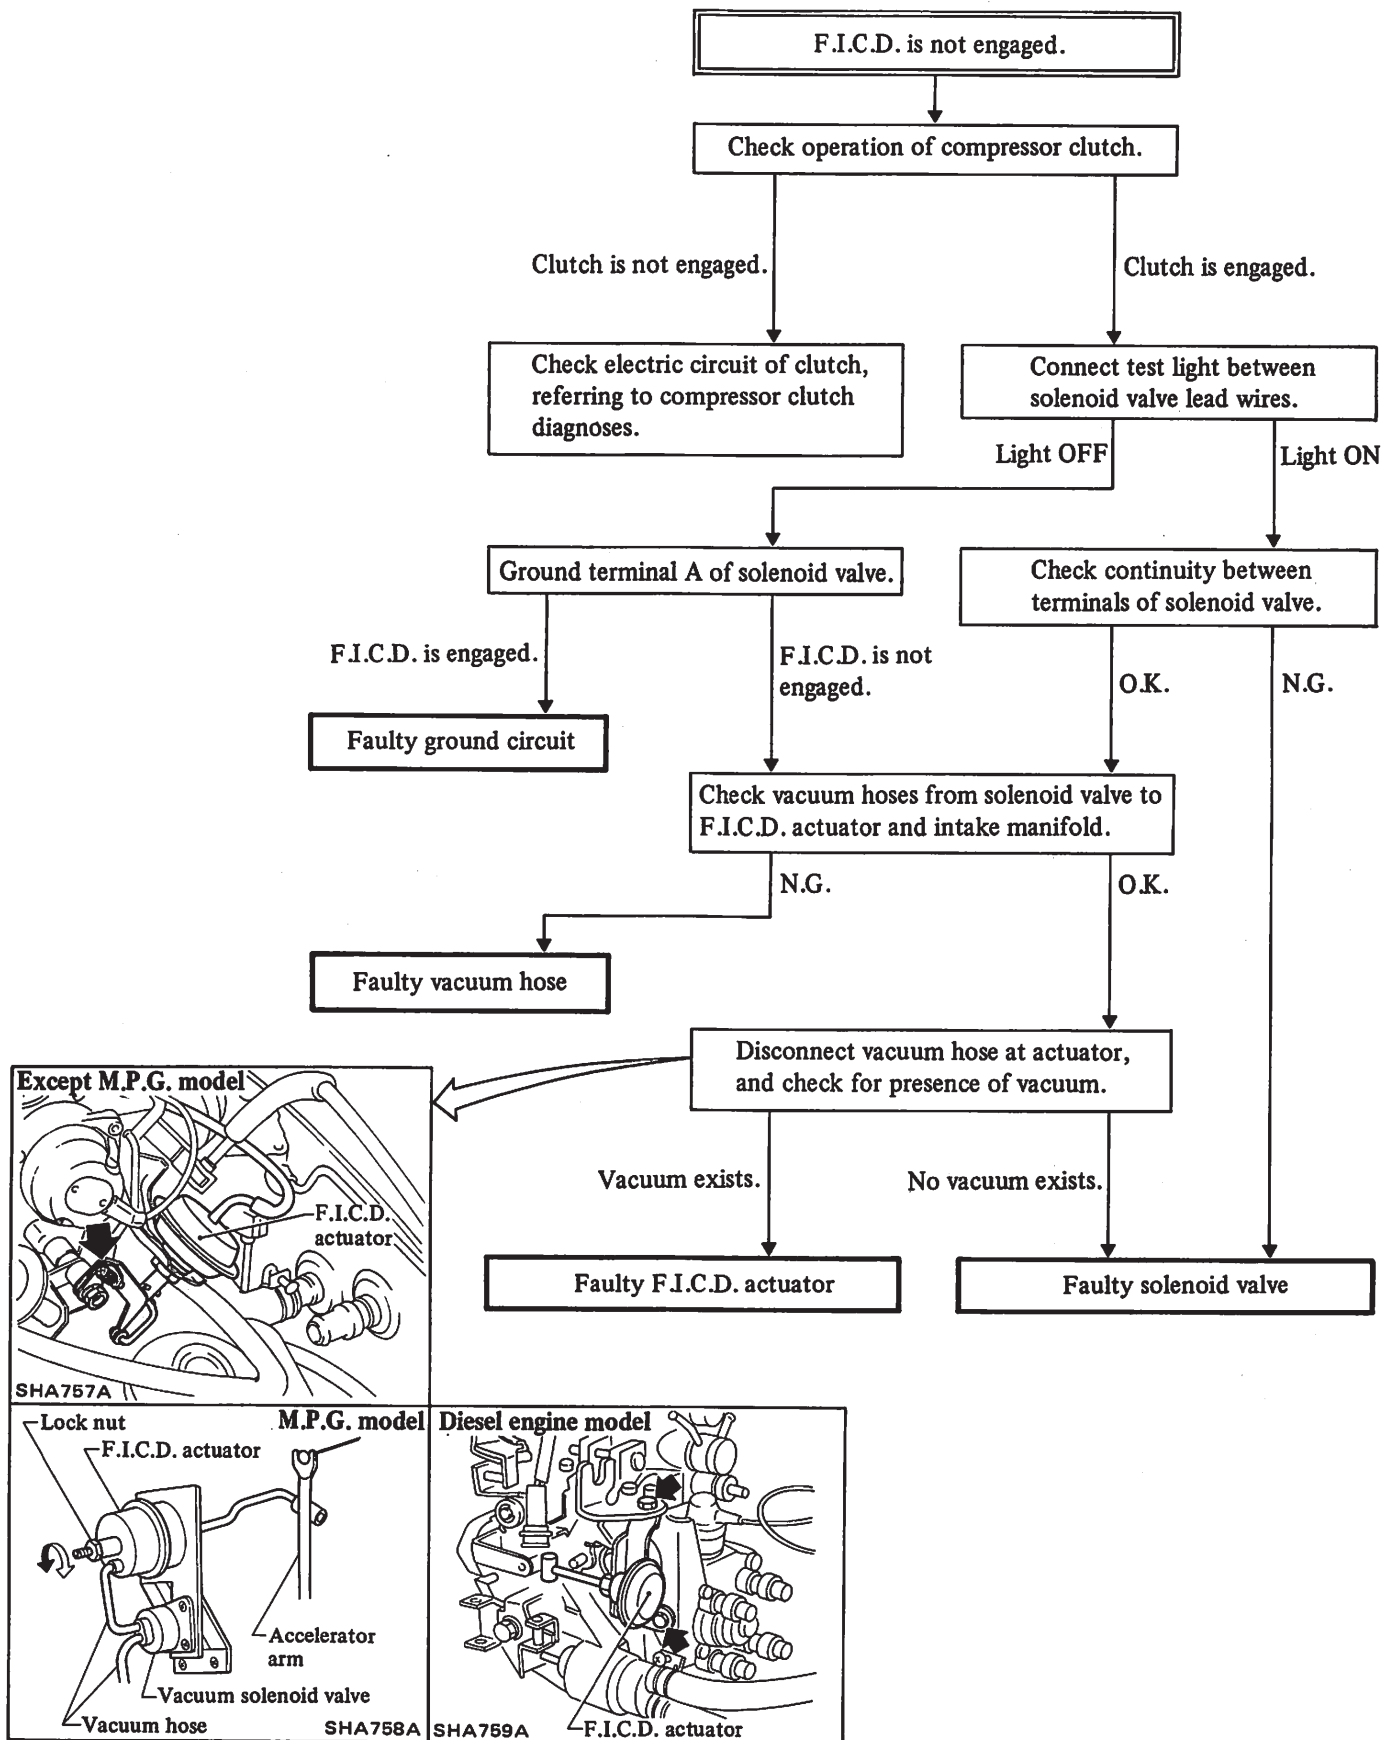 F.I.C.D. is not engaged.
Check operation of compressor clutch.
Clutch is not engaged.
Clutch is engaged.
Check electric circuit of clutch,
referring to compressor clutch
diagnoses.
Connect test light between
solenoid valve lead wires.
Light OFF
Light ON
Ground terminal A of solenoid valve.
Check continuity between
terminals of solenoid valve.
F.I.C.D. is engaged.
F.I.C.D. is not
engaged.
O.K.
N.G.
Faulty ground circuit
Check vacuum hoses from solenoid valve to
F.I.C.D. actuator and intake manifold.
N.G.
O.K.
Faulty vacuum hose
Disconnect vacuum hose at actuator,
and check for presence of vacuum.
Vacuum exists.
No vacuum exists.
Faulty F.I.C.D. actuator
Faulty solenoid valve
Except M.P.G. model
F.I.C.D.
actuator
SHA757A
M.P.G. model
Lock nut
F.I.C.D. actuator
Accelerator
arm
Vacuum solenoid valve
Vacuum hose
SHA758A
Diesel engine model
F.I.C.D. actuator
SHA759A